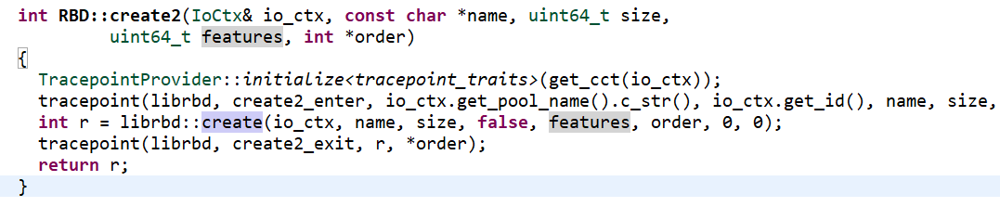 int RBD::create2(IoCtx& io_ctx, const char *name, uint64_t size,
        uint64_t features, int *order)
{
  TracepointProvider::initialize<tracepoint_traits>(get_cct(io_ctx));
  tracepoint(librbd, create2_enter, io_ctx.get_pool_name().c_str(), io_ctx.get_id(), name, size,
  int r = librbd::create(io_ctx, name, size, false, features, order, 0, 0);
  tracepoint(librbd, create2_exit, r, *order);
  return r;
}